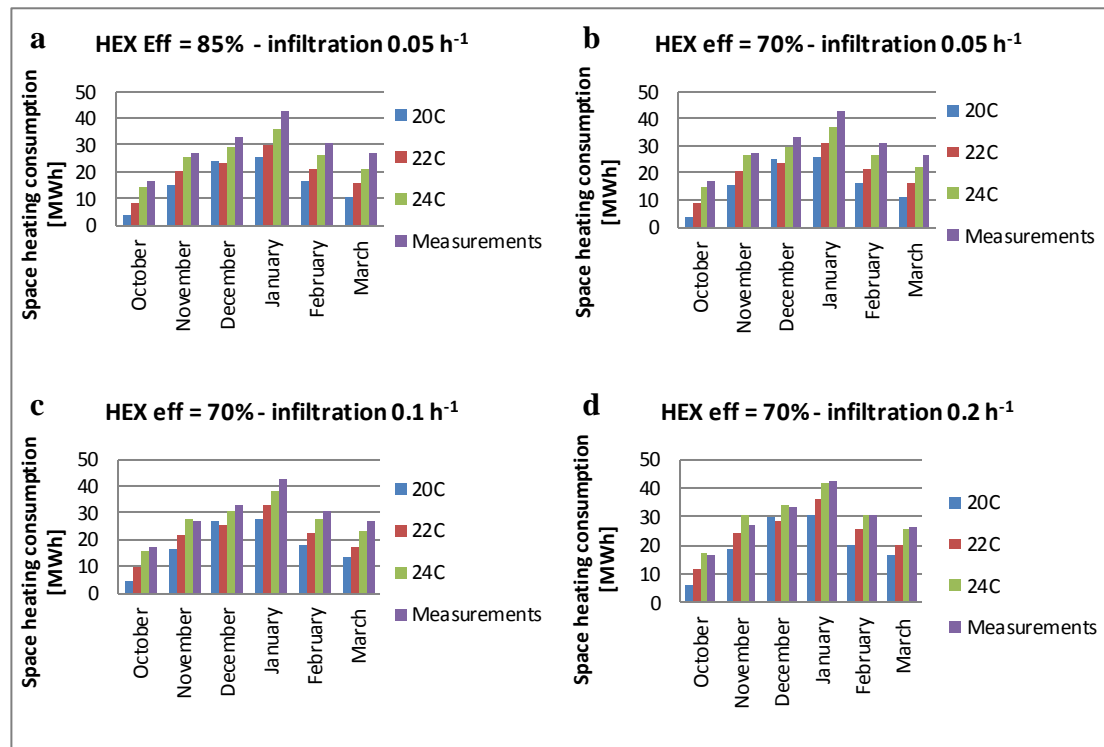 a
HEX Eff = 85% - infiltration 0.05 h⁻¹
Space heating consumption
[MWh]
50
40
30
20
10
0
October
November
December
January
February
March
20C
22C
24C
Measurements
b
HEX eff = 70% - infiltration 0.05 h⁻¹
Space heating consumption
[MWh]
50
40
30
20
10
0
October
November
December
January
February
March
20C
22C
24C
Measurements
c
HEX eff = 70% - infiltration 0.1 h⁻¹
Space heating consumption
[MWh]
50
40
30
20
10
0
October
November
December
January
February
March
20C
22C
24C
Measurements
d
HEX eff = 70% - infiltration 0.2 h⁻¹
Space heating consumption
[MWh]
50
40
30
20
10
0
October
November
December
January
February
March
20C
22C
24C
Measurements